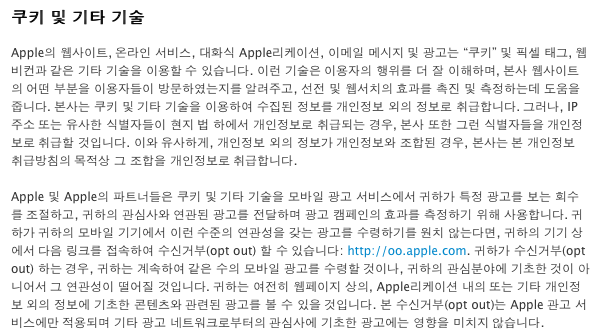 쿠키 및 기타 기술
Apple의 웹사이트, 온라인 서비스, 대화식 Apple리케이션, 이메일 메시지 및 광고는 “쿠키” 및 픽셀 태그, 웹
비컨과 같은 기타 기술을 이용할 수 있습니다. 이런 기술은 이용자의 행위를 더 잘 이해하며, 본사 웹사이트
의 어떤 부분을 이용자들이 방문하였는지를 알려주고, 선전 및 웹서치의 효과를 촉진 및 측정하는데 도움을
줍니다. 본사는 쿠키 및 기타 기술을 이용하여 수집된 정보를 개인정보 외의 정보로 취급합니다. 그러나, IP
주소 또는 유사한 식별자들이 현지 법 하에서 개인정보로 취급되는 경우, 본사 또한 그런 식별자들을 개인정
보로 취급할 것입니다. 이와 유사하게, 개인정보 외의 정보가 개인정보와 조합된 경우, 본사는 본 개인정보
취급방침의 목적상 그 조합을 개인정보로 취급합니다.
Apple 및 Apple의 파트너들은 쿠키 및 기타 기술을 모바일 광고 서비스에서 귀하가 특정 광고를 보는 회수
를 조절하고, 귀하의 관심사와 연관된 광고를 전달하며 광고 캠페인의 효과를 측정하기 위해 사용합니다. 귀
하가 귀하의 모바일 기기에서 이런 수준의 연관성을 갖는 광고를 수령하기를 원치 않는다면, 귀하의 기기 상
에서 다음 링크를 접속하여 수신거부(opt out) 할 수 있습니다: http://oo.apple.com. 귀하가 수신거부(opt
out) 하는 경우, 귀하는 계속하여 같은 수의 모바일 광고를 수령할 것이나, 귀하의 관심분야에 기초한 것이 아
니어서 그 연관성이 떨어질 것입니다. 귀하는 여전히 웹페이지 상의, Apple리케이션 내의 또는 기타 개인정
보 외의 정보에 기초한 콘텐츠와 관련된 광고를 볼 수 있을 것입니다. 본 수신거부(opt out)는 Apple 관고 서
비스에만 적용되며 기타 광고 네트워크로부터의 관심사에 기초한 광고에는 영향을 미치지 않습니다.